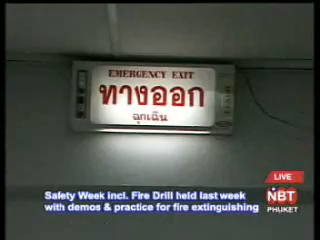 EMERGENCY EXIT
ทางออก
ฉุกเฉิน
LIVE
NBT
PHUKET
Safety Week incl. Fire Drill held last week
with demos & practice for fire extinguishing